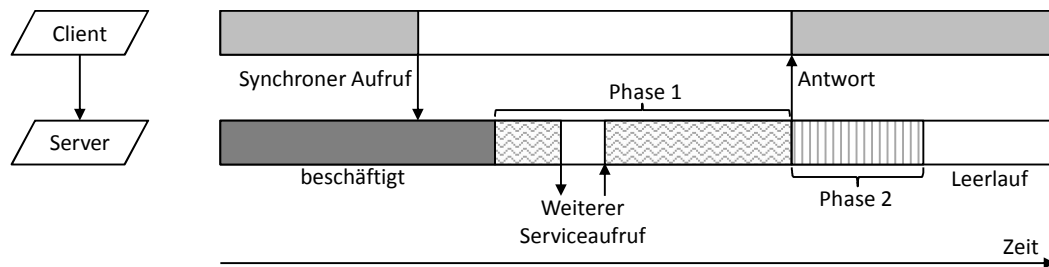 Client
Synchroner Aufruf
Antwort
Phase 1
Server
beschäftigt
Weiterer
Serviceaufruf
Phase 2
Leerlauf
Zeit